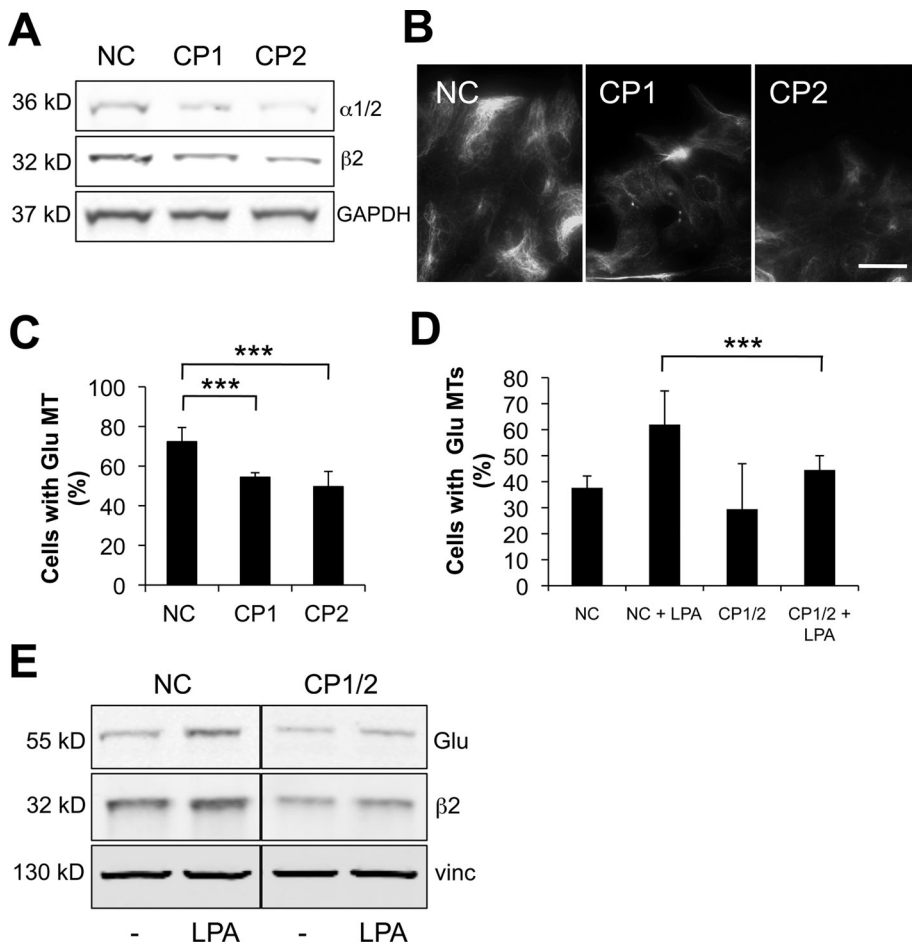 A
NC CP1 CP2
36 kD α1/2
32 kD β2
37 kD GAPDH
B
NC CP1 CP2
C
Cells with Glu MT
(%)
100
80
60
40
20
0
*** 
***
NC CP1 CP2
D
Cells with Glu MTs
(%)
80
70
60
50
40
30
20
10
0
***
NC NC + LPA CP1/2 CP1/2 +
LPA
E
NC CP1/2
55 kD Glu
32 kD β2
130 kD vinc
- LPA - LPA